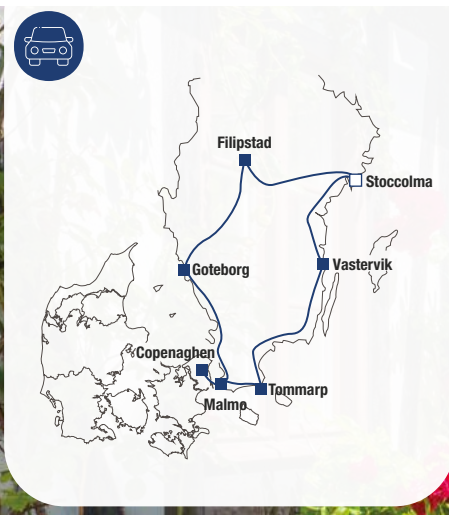 Filipstad
Stoccolma
Goteborg
Vastervik
Copenaghen
Malmo
Tommarp